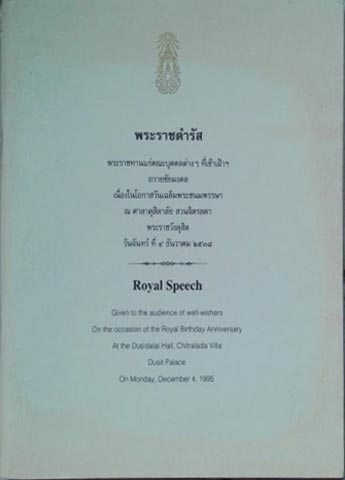 พระราชดำรัส
พระราชทานแก่คณะบุคคลต่างๆ ที่เข้าเฝ้าฯ
ถวายชัยมงคล
เนื่องในโอกาสวันเฉลิมพระชนมพรรษา
ณ ศาลาดุสิดาลัย สวนจิตรลดา
พระราชวังดุสิต
วันจันทร์ ที่ ๔ ธันวาคม ๒๕๓๘
Royal Speech
Given to the audience of well-wishers
On the occasion of the Royal Birthday Anniversary
At the Dusidalai Hall, Chitralada Villa
Dusit Palace
On Monday, December 4, 1995